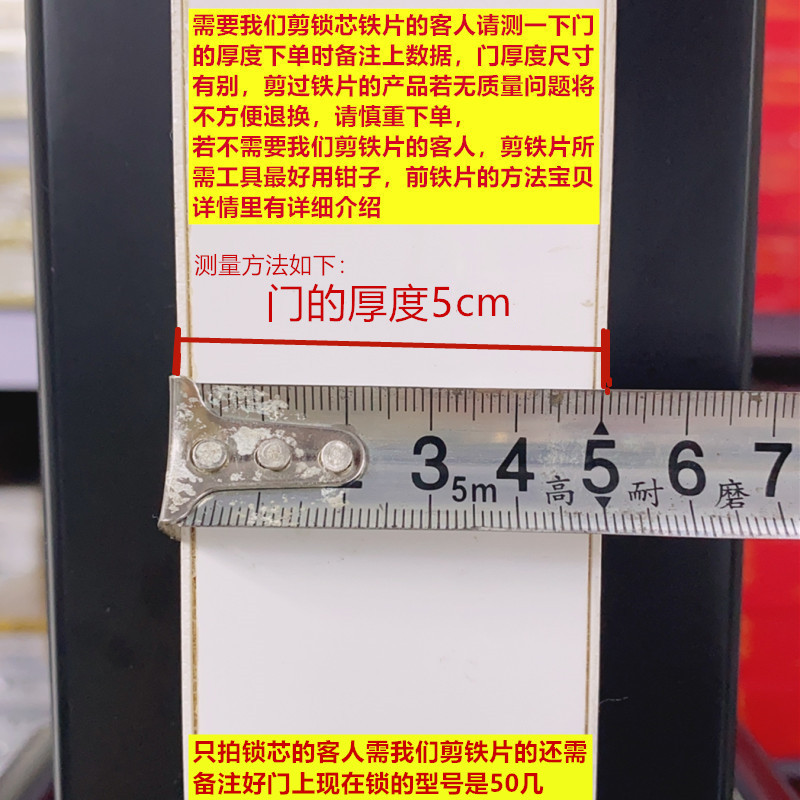 需要我们剪锁芯铁片的客人请测一下门
的厚度下单时备注上数据，门厚度尺寸
有别，剪过铁片的产品若无质量问题将
不方便退换，请慎重下单，
若不需要我们剪铁片的客人，剪铁片所
需工具最好用钳子，前铁片的方法宝贝
详情里有详细介绍
测量方法如下：
门的厚度5cm
3 5m 4 高 5 耐 6 磨 7
只拍锁芯的客人需我们剪铁片的还需
备注好门上现在锁的型号是50几